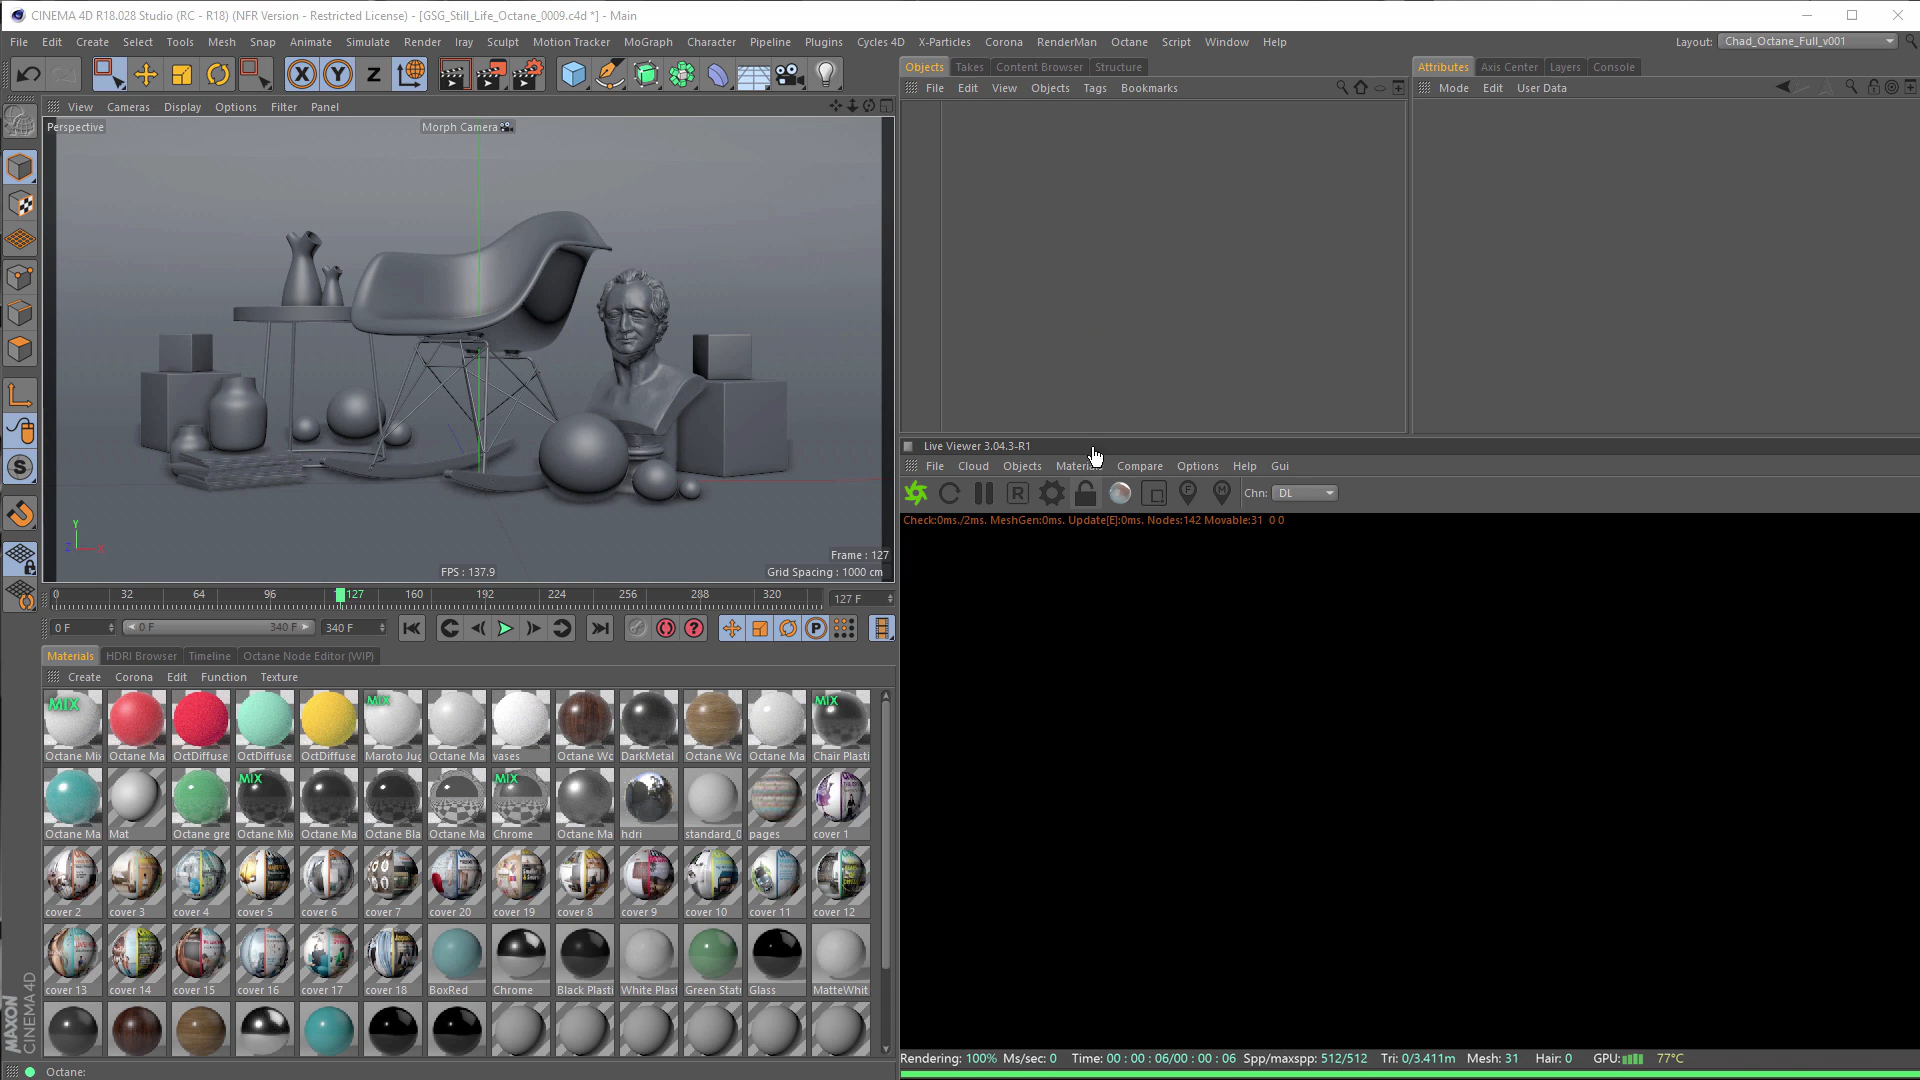 CINEMA 4D R18.028 Studio (RC - R18) (NFR Version - Restricted License) - [GSG_Still_Life_Octane_0009.c4d *] - Main
File Edit Create Select Tools Mesh Snap Animate Simulate Render Iray Sculpt Motion Tracker MoGraph Character Pipeline Plugins Cycles 4D X-Particles Corona RenderMan Octane Script Window Help Layout: Chad_Octane_Full_v001
X Y Z
Objects Takes Content Browser Structure
Attributes Axis Center Layers Console
File Edit View Objects Tags Bookmarks
Mode Edit User Data
View Cameras Display Options Filter Panel
Perspective
Morph Camera
Y
Z X
Frame : 127
FPS : 137.9
Grid Spacing : 1000 cm
0 32 64 96 127 160 192 224 256 288 320 127 F
0 F 0 F 340 F 340 F P
Materials HDRI Browser Timeline Octane Node Editor (WIP)
Create Corona Edit Function Texture
MIX MIX MIX
Octane Mix Octane Ma OctDiffuse OctDiffuse OctDiffuse Maroto Jug Octane Ma vases Octane Wo DarkMetal Octane Wo Octane Ma Chair Plasti
MIX MIX
Octane Ma Mat Octane gre Octane Mix Octane Ma Octane Bla Octane Ma Chrome Octane Ma hdri standard_0 pages cover 1
cover 2 cover 3 cover 4 cover 5 cover 6 cover 7 cover 20 cover 19 cover 8 cover 9 cover 10 cover 11 cover 12
cover 13 cover 14 cover 15 cover 16 cover 17 cover 18 BoxRed Chrome Black Plasti White Plast Green Statu Glass MatteWhit
MAXON
CINEMA 4D
Octane:
Live Viewer 3.04.3-R1
File Cloud Objects Materi Compare Options Help Gui
R F M Chn: DL
Check:0ms./2ms. MeshGen:0ms. Update[E]:0ms. Nodes:142 Movable:31 0 0
Rendering: 100% Ms/sec: 0 Time: 00 : 00 : 06/00 : 00 : 06 Spp/maxspp: 512/512 Tri: 0/3.411m Mesh: 31 Hair: 0 GPU: 77°C